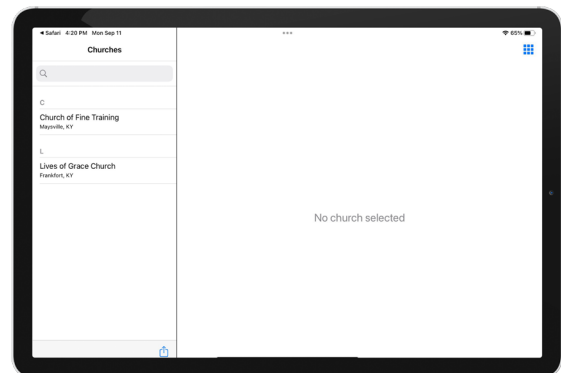 ◀ Safari 4:20 PM Mon Sep 11
65%
Churches
C
Church of Fine Training
Maysville, KY
L
Lives of Grace Church
Frankfort, KY
No church selected